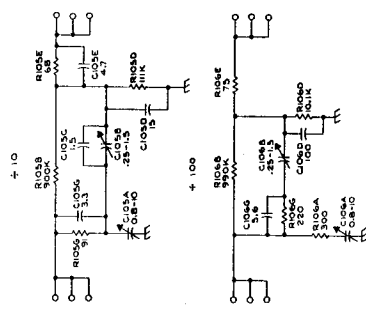 ÷ 10
R105E
68
C105E
4.7
R105D
111K
C105D
15
C105C
1.5
C105B
.25-1.5
R105B
900K
C105G
3.3
R105G
91
C105A
0.8-10
÷ 100
R106E
75
R106D
10.1K
C106D
100
C106B
.25-1.5
R106B
900K
C106G
5.6
R106G
220
R106A
300
C106A
0.8-10